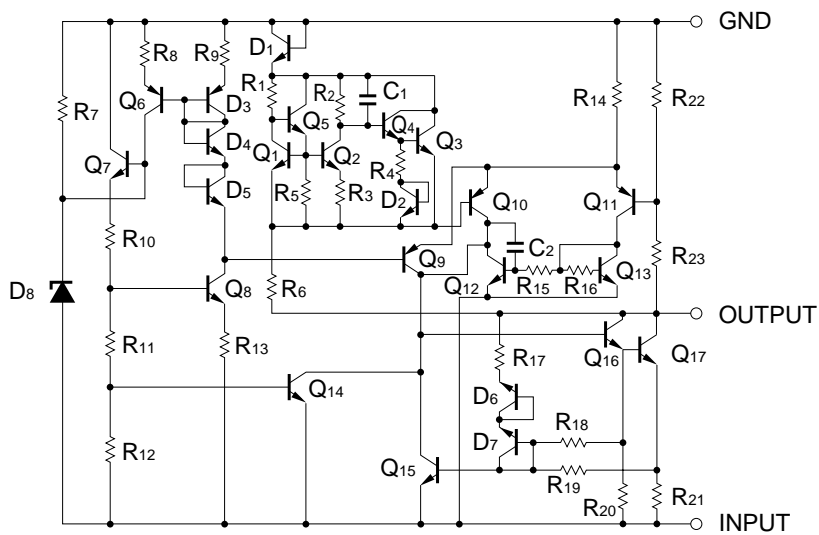 GND
D1
R8
R9
R1
R2
C1
R7
Q6
D3
Q5
Q4
Q3
R14
R22
D4
Q1
Q2
Q7
D5
R5
R3
R4
D2
Q10
Q11
R10
Q9
C2
R23
D8
Q8
R6
Q12
R15
R16
Q13
OUTPUT
R11
R13
R17
Q16
Q17
Q14
D6
R12
D7
R18
Q15
R19
R20
R21
INPUT